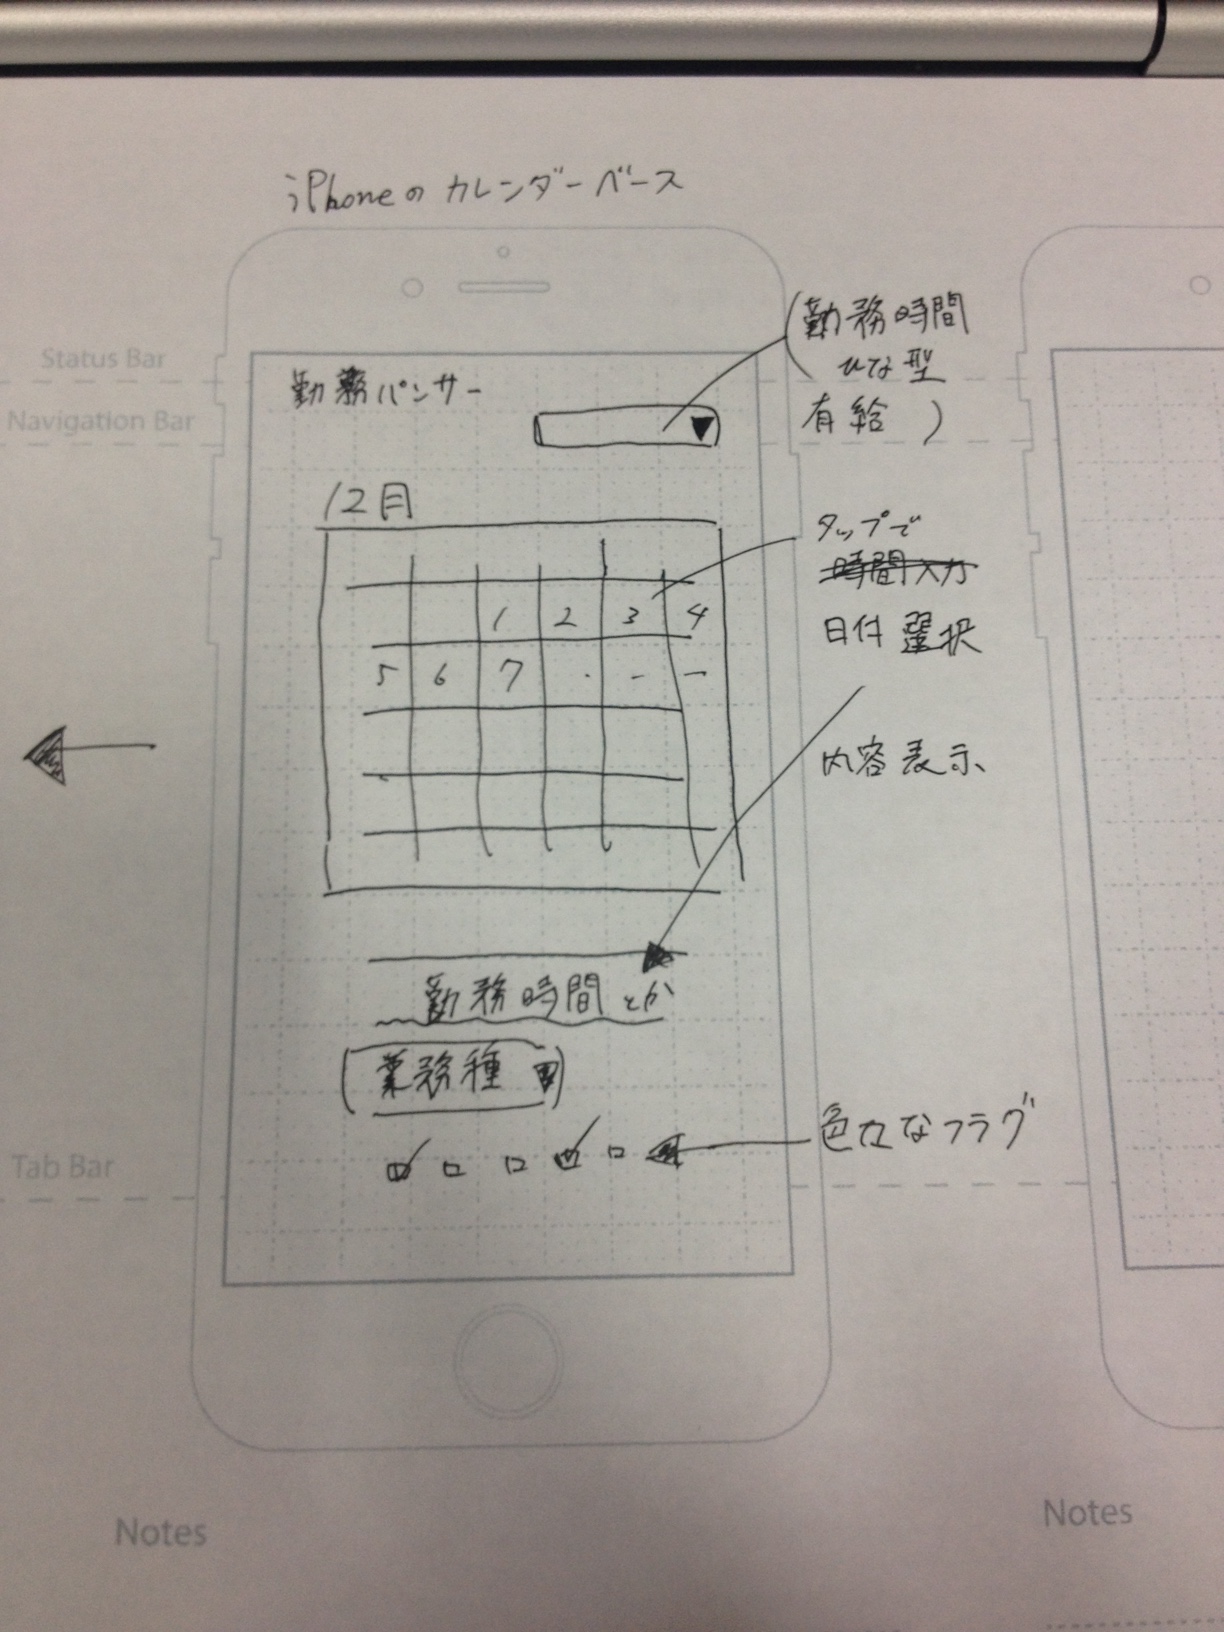 iPhoneのカレンダーベース
Status Bar
Navigation Bar
勤務パンサー
(勤務時間
ひな型
有給)
12月
1 2 3 4
5 6 7 · - -
タップで
時間入力
日付選択
内容表示
勤務時間とか
業務種
色々なフラグ
Tab Bar
Notes
Notes